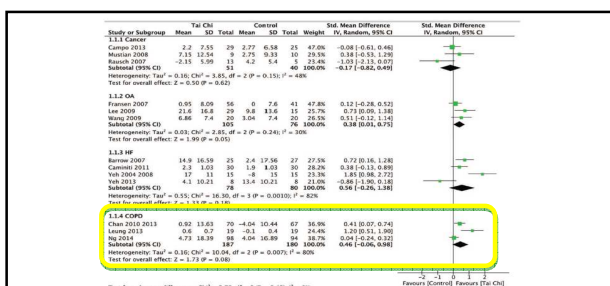 Tai Chi Control Std. Mean Difference Std. Mean Difference
Study or Subgroup Mean SD Total Mean SD Total Weight IV, Random, 95% CI IV, Random, 95% CI
1.1.1 Cancer
Campo 2013 2.2 7.55 29 2.77 6.58 25 41.5% -0.08 [-0.61, 0.46]
Mustian 2008 7.15 12.54 9 2.75 9.33 10 40.0% 0.38 [-0.53, 1.29]
Rausch 2007 -2.15 5.99 13 4.2 5.4 5 -1.03 [-2.13, 0.07]
Subtotal (95% CI) 51 40 100.0% -0.17 [-0.82, 0.49]
Heterogeneity: Tau² = 0.16; Chi² = 3.85, df = 2 (P = 0.15); I² = 48%
Test for overall effect: Z = 0.50 (P = 0.62)
1.1.2 OA
Fransen 2007 0.95 8.09 56 0 7.6 41 0.12 [-0.28, 0.52]
Lee 2009 21.6 16.8 29 9.8 13.6 15 0.73 [0.09, 1.38]
Wang 2009 6.86 7.4 20 3.04 7.4 20 0.51 [-0.12, 1.14]
Subtotal (95% CI) 105 76 100.0% 0.38 [0.01, 0.75]
Heterogeneity: Tau² = 0.03; Chi² = 2.85, df = 2 (P = 0.24); I² = 30%
Test for overall effect: Z = 1.99 (P = 0.05)
1.1.3 HF
Barrow 2007 14.9 16.59 25 2.4 17.56 27 0.72 [0.16, 1.28]
Caminiti 2011 2.3 1.03 30 1.9 1.03 30 0.38 [-0.13, 0.89]
Yeh 2004 2008 17 11 15 -8 15 15 1.85 [0.98, 2.72]
Yeh 2013 4.1 10.21 8 13.4 10.21 8 -0.86 [-1.90, 0.18]
Subtotal (95% CI) 78 80 100.0% 0.56 [-0.26, 1.38]
Heterogeneity: Tau² = 0.55; Chi² = 16.30, df = 3 (P = 0.0010); I² = 82%
Test for overall effect: Z = 1.33 (P = 0.18)
1.1.4 COPD
Chan 2010 2013 0.92 13.63 70 -4.04 10.44 67 36.9% 0.41 [0.07, 0.74]
Leung 2013 0.6 0.7 19 -0.1 0.4 19 1.20 [0.51, 1.90]
Ng 2014 4.73 18.39 98 4.04 16.89 94 38.7% 0.04 [-0.24, 0.32]
Subtotal (95% CI) 187 180 100.0% 0.46 [-0.06, 0.98]
Heterogeneity: Tau² = 0.16; Chi² = 10.04, df = 2 (P = 0.007); I² = 80%
Test for overall effect: Z = 1.73 (P = 0.08)
-2 -1 0 1 2
Favours [Control] Favours [Tai Chi]